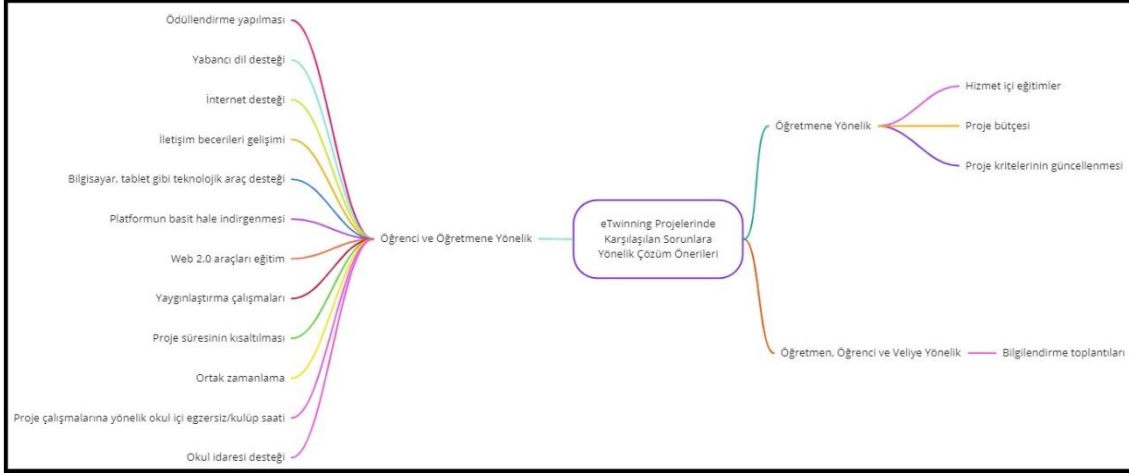 Ödüllendirme yapılması
Yabancı dil desteği
İnternet desteği
İletişim becerileri gelişimi
Bilgisayar, tablet gibi teknolojik araç desteği
Platformun basit hale indirgenmesi
Web 2.0 araçları eğitim
Yaygınlaştırma çalışmaları
Proje süresinin kısaltılması
Ortak zamanlama
Proje çalışmalarına yönelik okul içi egzersiz/kulüp saati
Okul idaresi desteği
Öğrenci ve Öğretmene Yönelik
eTwinning Projelerinde
Karşılaşılan Sorunlara
Yönelik Çözüm Önerileri
Öğretmene Yönelik
Hizmet içi eğitimler
Proje bütçesi
Proje kritelerinin güncellenmesi
Öğretmen, Öğrenci ve Veliye Yönelik
Bilgilendirme toplantıları